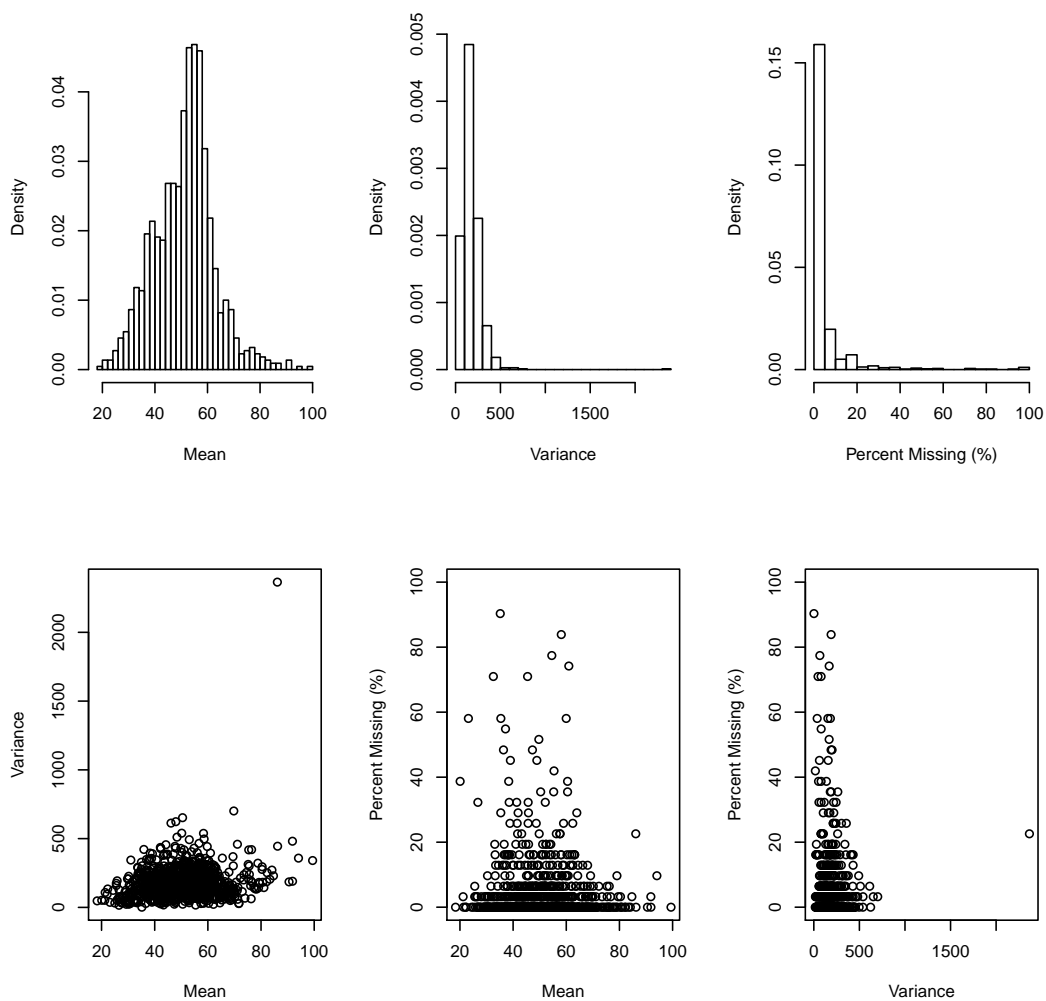 0.00 0.01 0.02 0.03 0.04
Density
20 40 60 80 100
Mean
0.000 0.001 0.002 0.003 0.004 0.005
Density
0 500 1500
Variance
0.00 0.05 0.10 0.15
Density
0 20 40 60 80 100
Percent Missing (%)
0 500 1000 1500 2000
Variance
20 40 60 80 100
Mean
0 20 40 60 80 100
Percent Missing (%)
20 40 60 80 100
Mean
0 20 40 60 80 100
Percent Missing (%)
0 500 1500
Variance